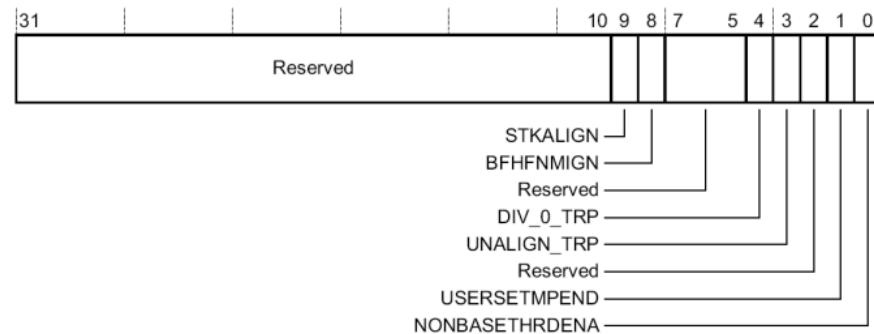 31 10 9 8 7 5 4 3 2 1 0
Reserved
STKALIGN
BFHFNMIGN
Reserved
DIV_0_TRP
UNALIGN_TRP
Reserved
USERSETMPEND
NONBASETHRDENA